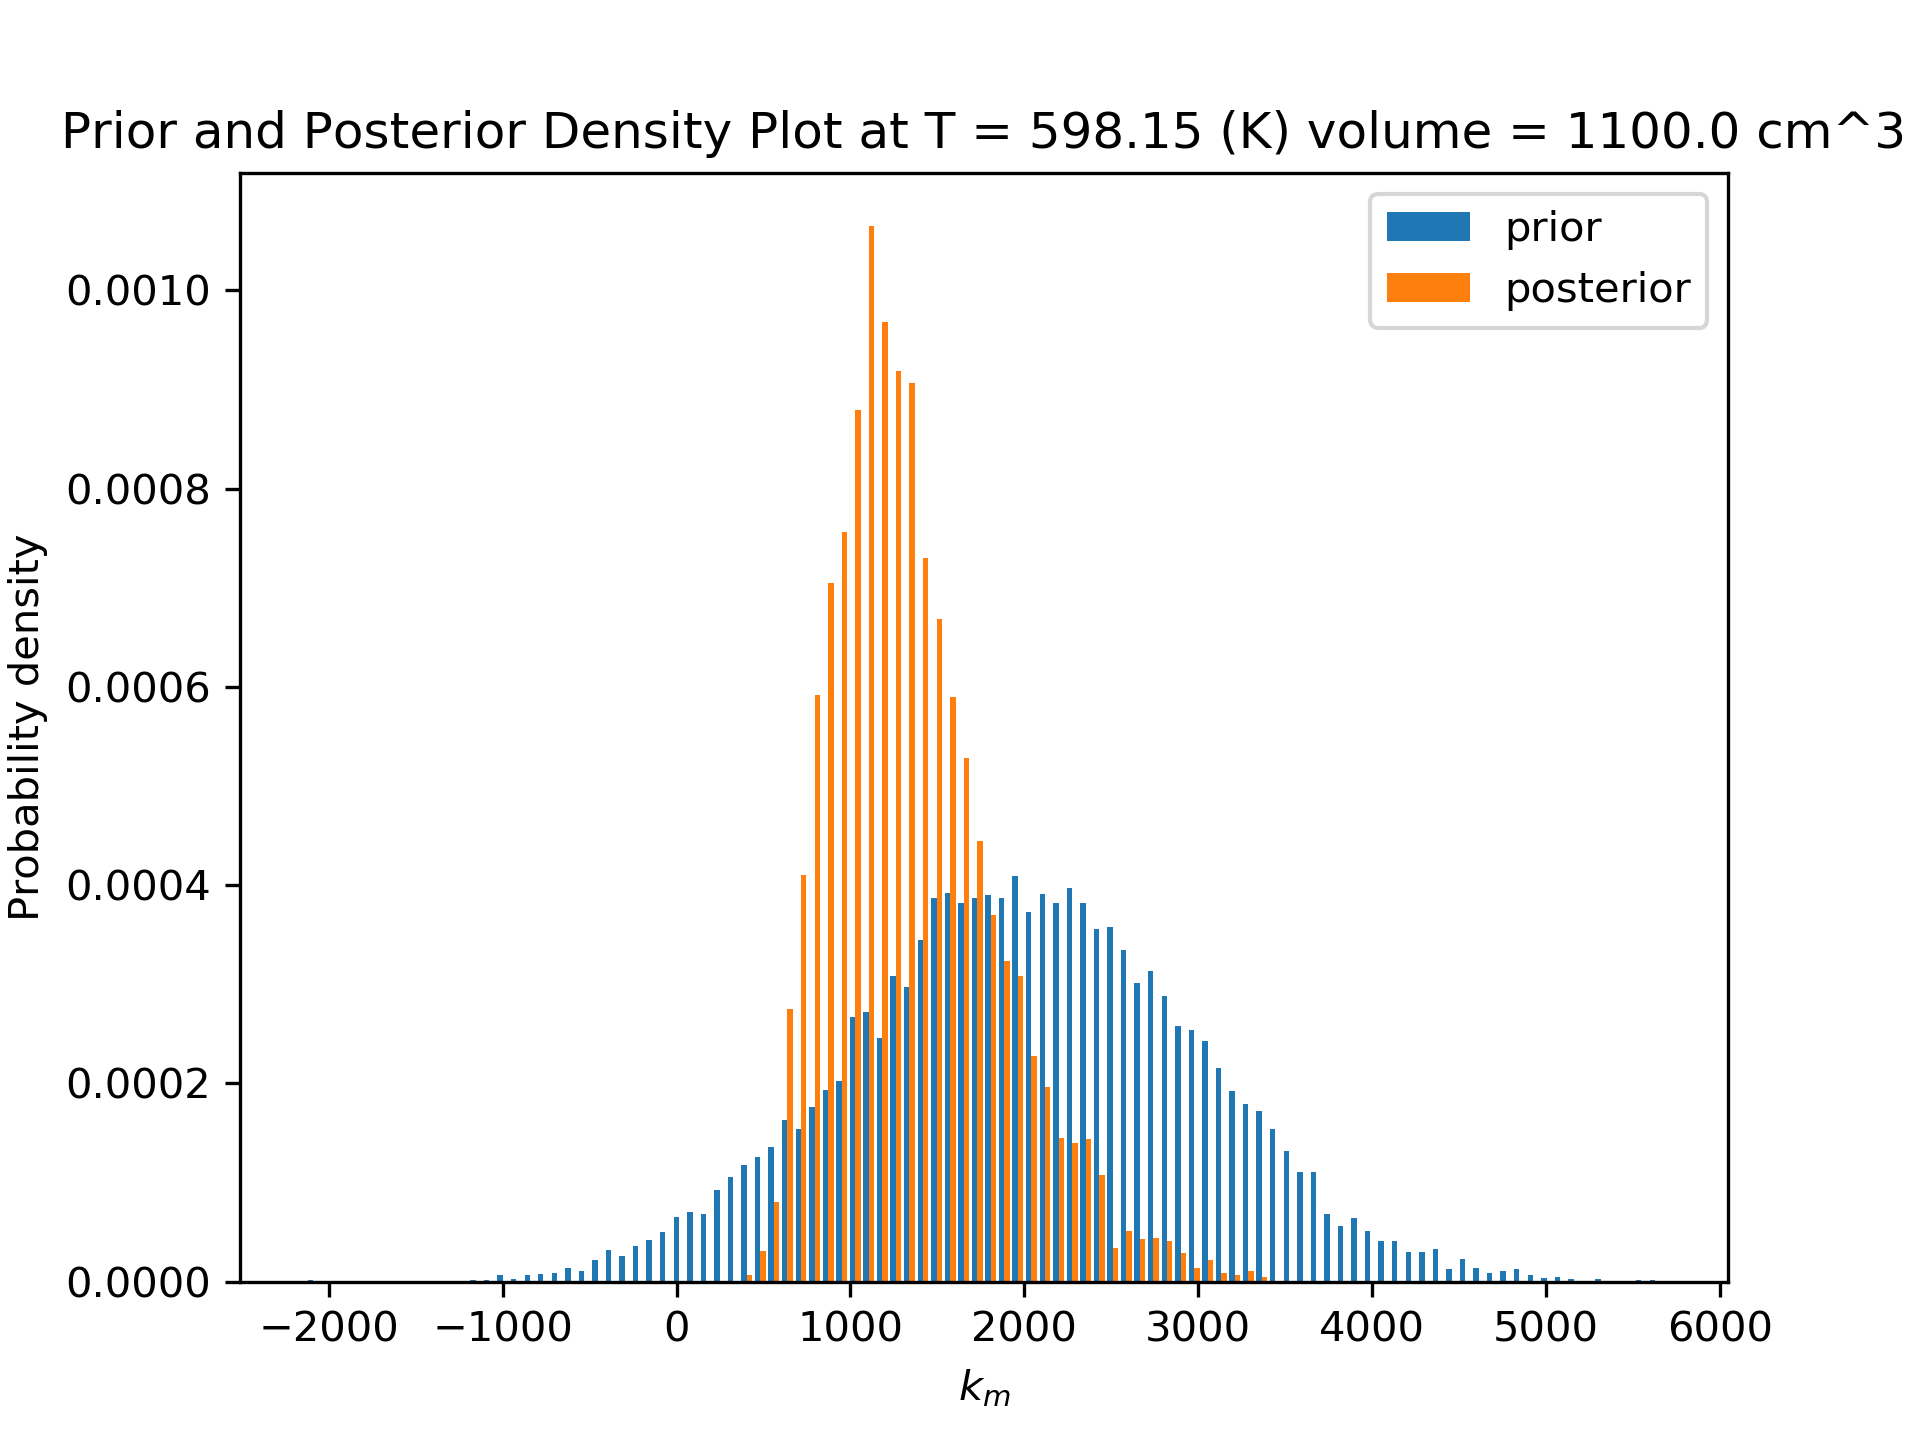 Prior and Posterior Density Plot at T = 598.15 (K) volume = 1100.0 cm^3
prior
posterior
Probability density
0.0010
0.0008
0.0006
0.0004
0.0002
0.0000
−2000 −1000 0 1000 2000 3000 4000 5000 6000
kₘ